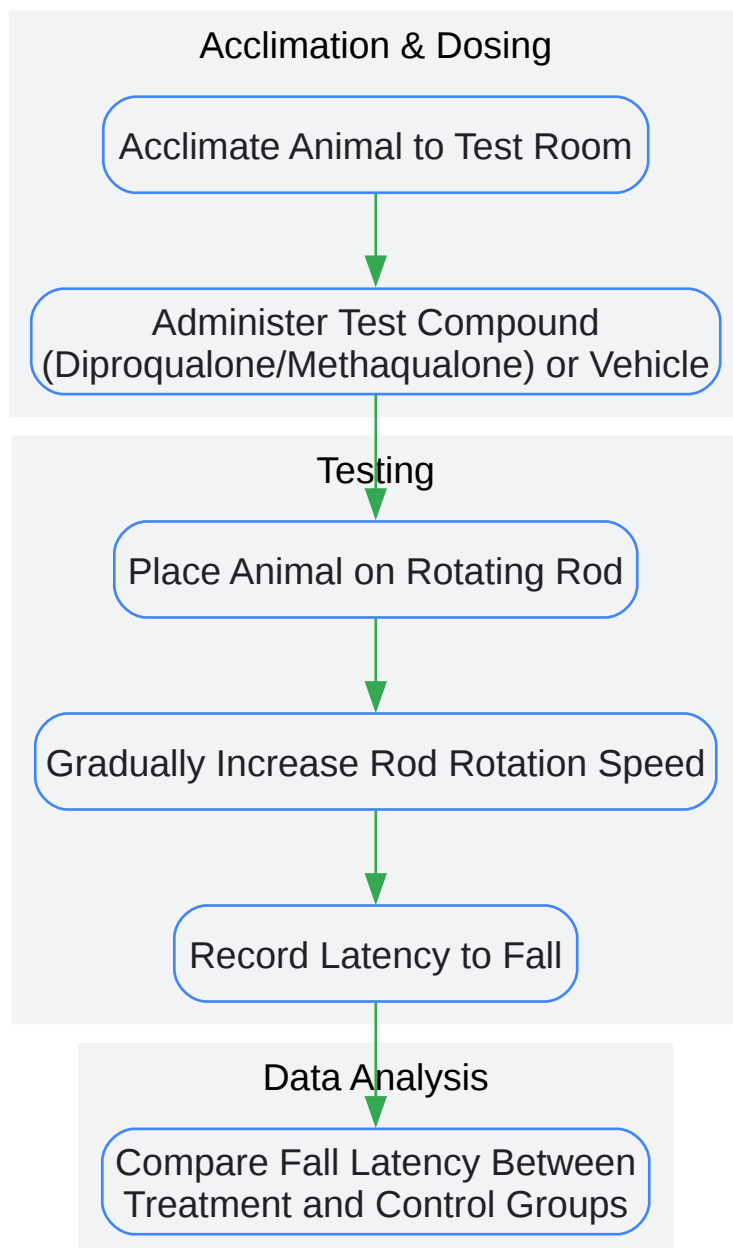 Acclimation & Dosing
Acclimate Animal to Test Room
Administer Test Compound
(Diproqualone/Methaqualone) or Vehicle
Testing
Place Animal on Rotating Rod
Gradually Increase Rod Rotation Speed
Record Latency to Fall
Data Analysis
Compare Fall Latency Between
Treatment and Control Groups